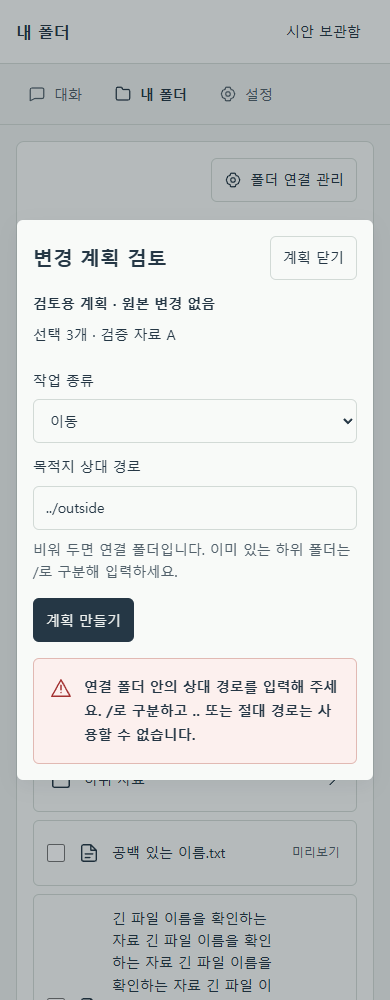 내 폴더
시안 보관함
대화
내 폴더
설정
폴더 연결 관리
변경 계획 검토
계획 닫기
검토용 계획 · 원본 변경 없음
선택 3개 · 검증 자료 A
작업 종류
이동
목적지 상대 경로
../outside
비워 두면 연결 폴더입니다. 이미 있는 하위 폴더는
/로 구분해 입력하세요.
계획 만들기
연결 폴더 안의 상대 경로를 입력해 주세
요. /로 구분하고 .. 또는 절대 경로는 사
용할 수 없습니다.
하위 자료
공백 있는 이름.txt
미리보기
긴 파일 이름을 확인하는
자료 긴 파일 이름을 확인
하는 자료 긴 파일 이름을
확인하는 자료 긴 파일 이